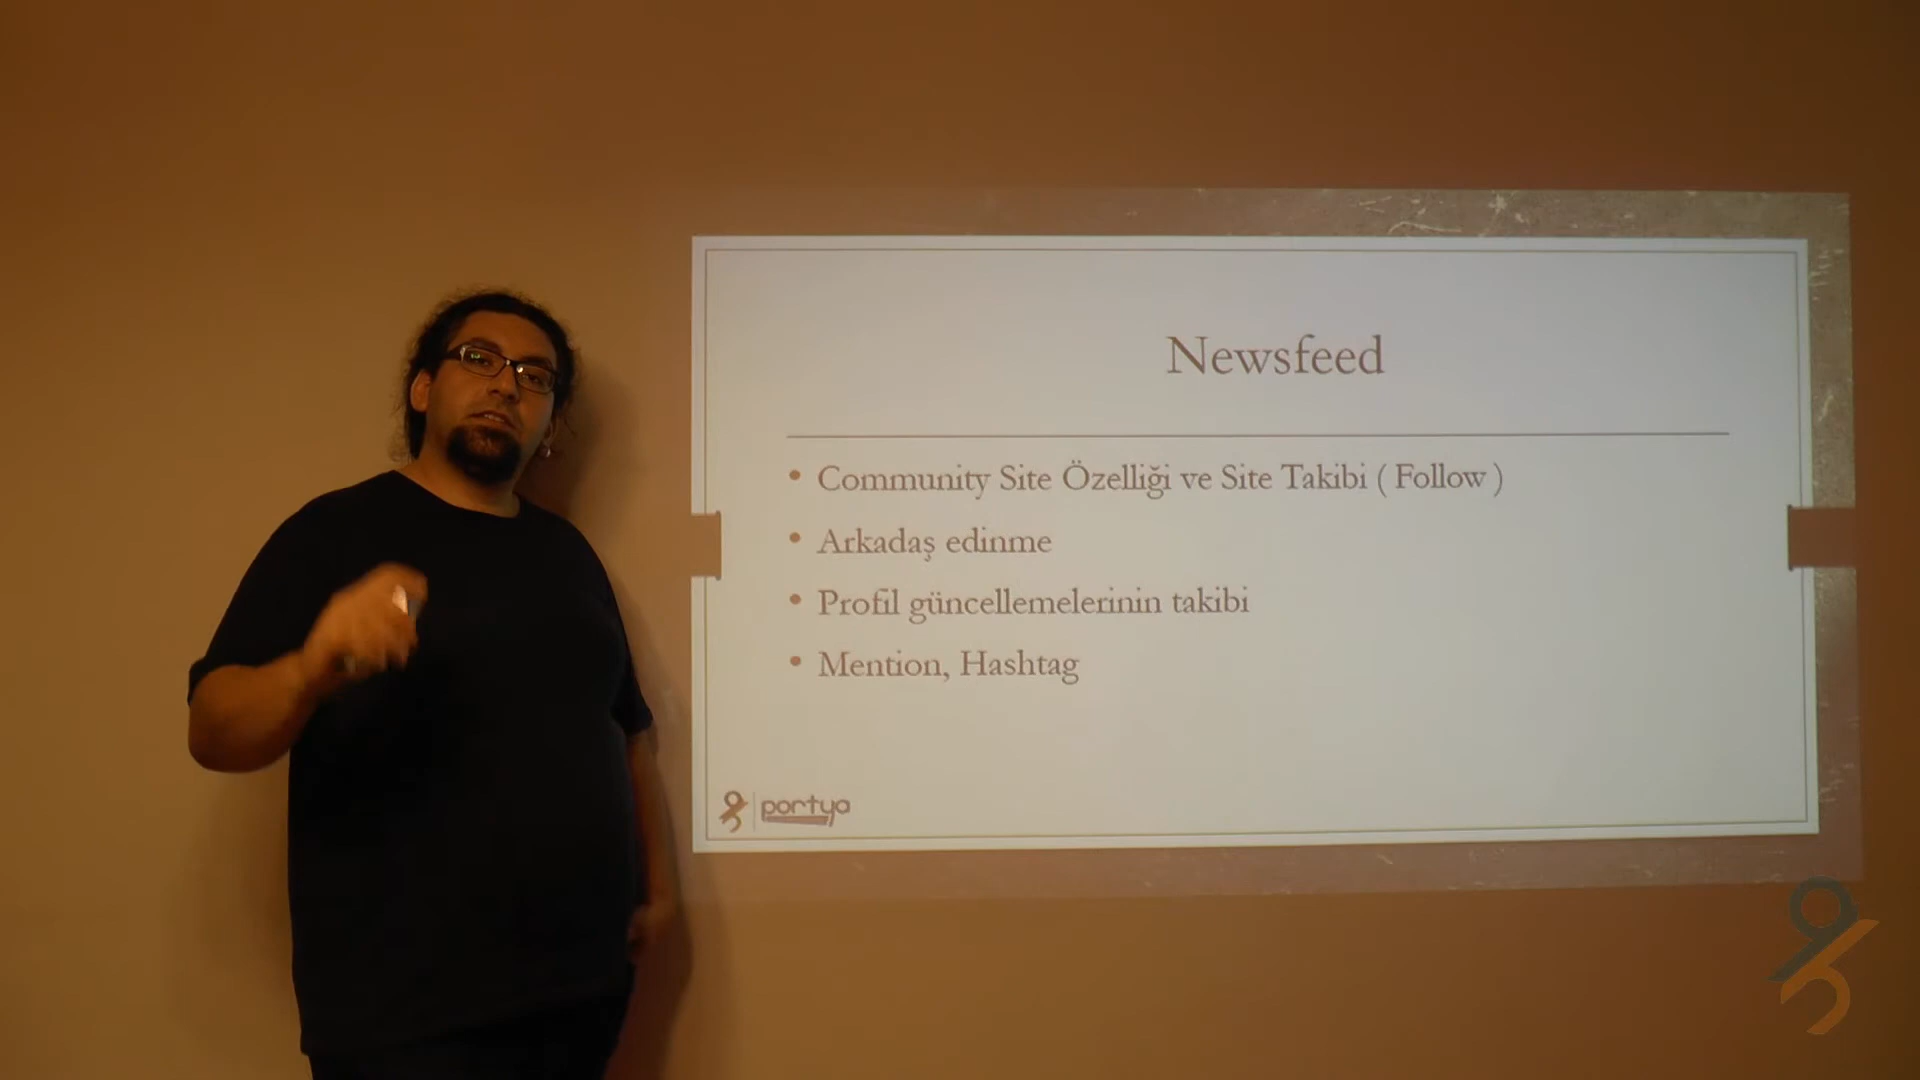 Newsfeed
• Community Site Özelliği ve Site Takibi ( Follow )
• Arkadaş edinme
• Profil güncellemelerinin takibi
• Mention, Hashtag
portya